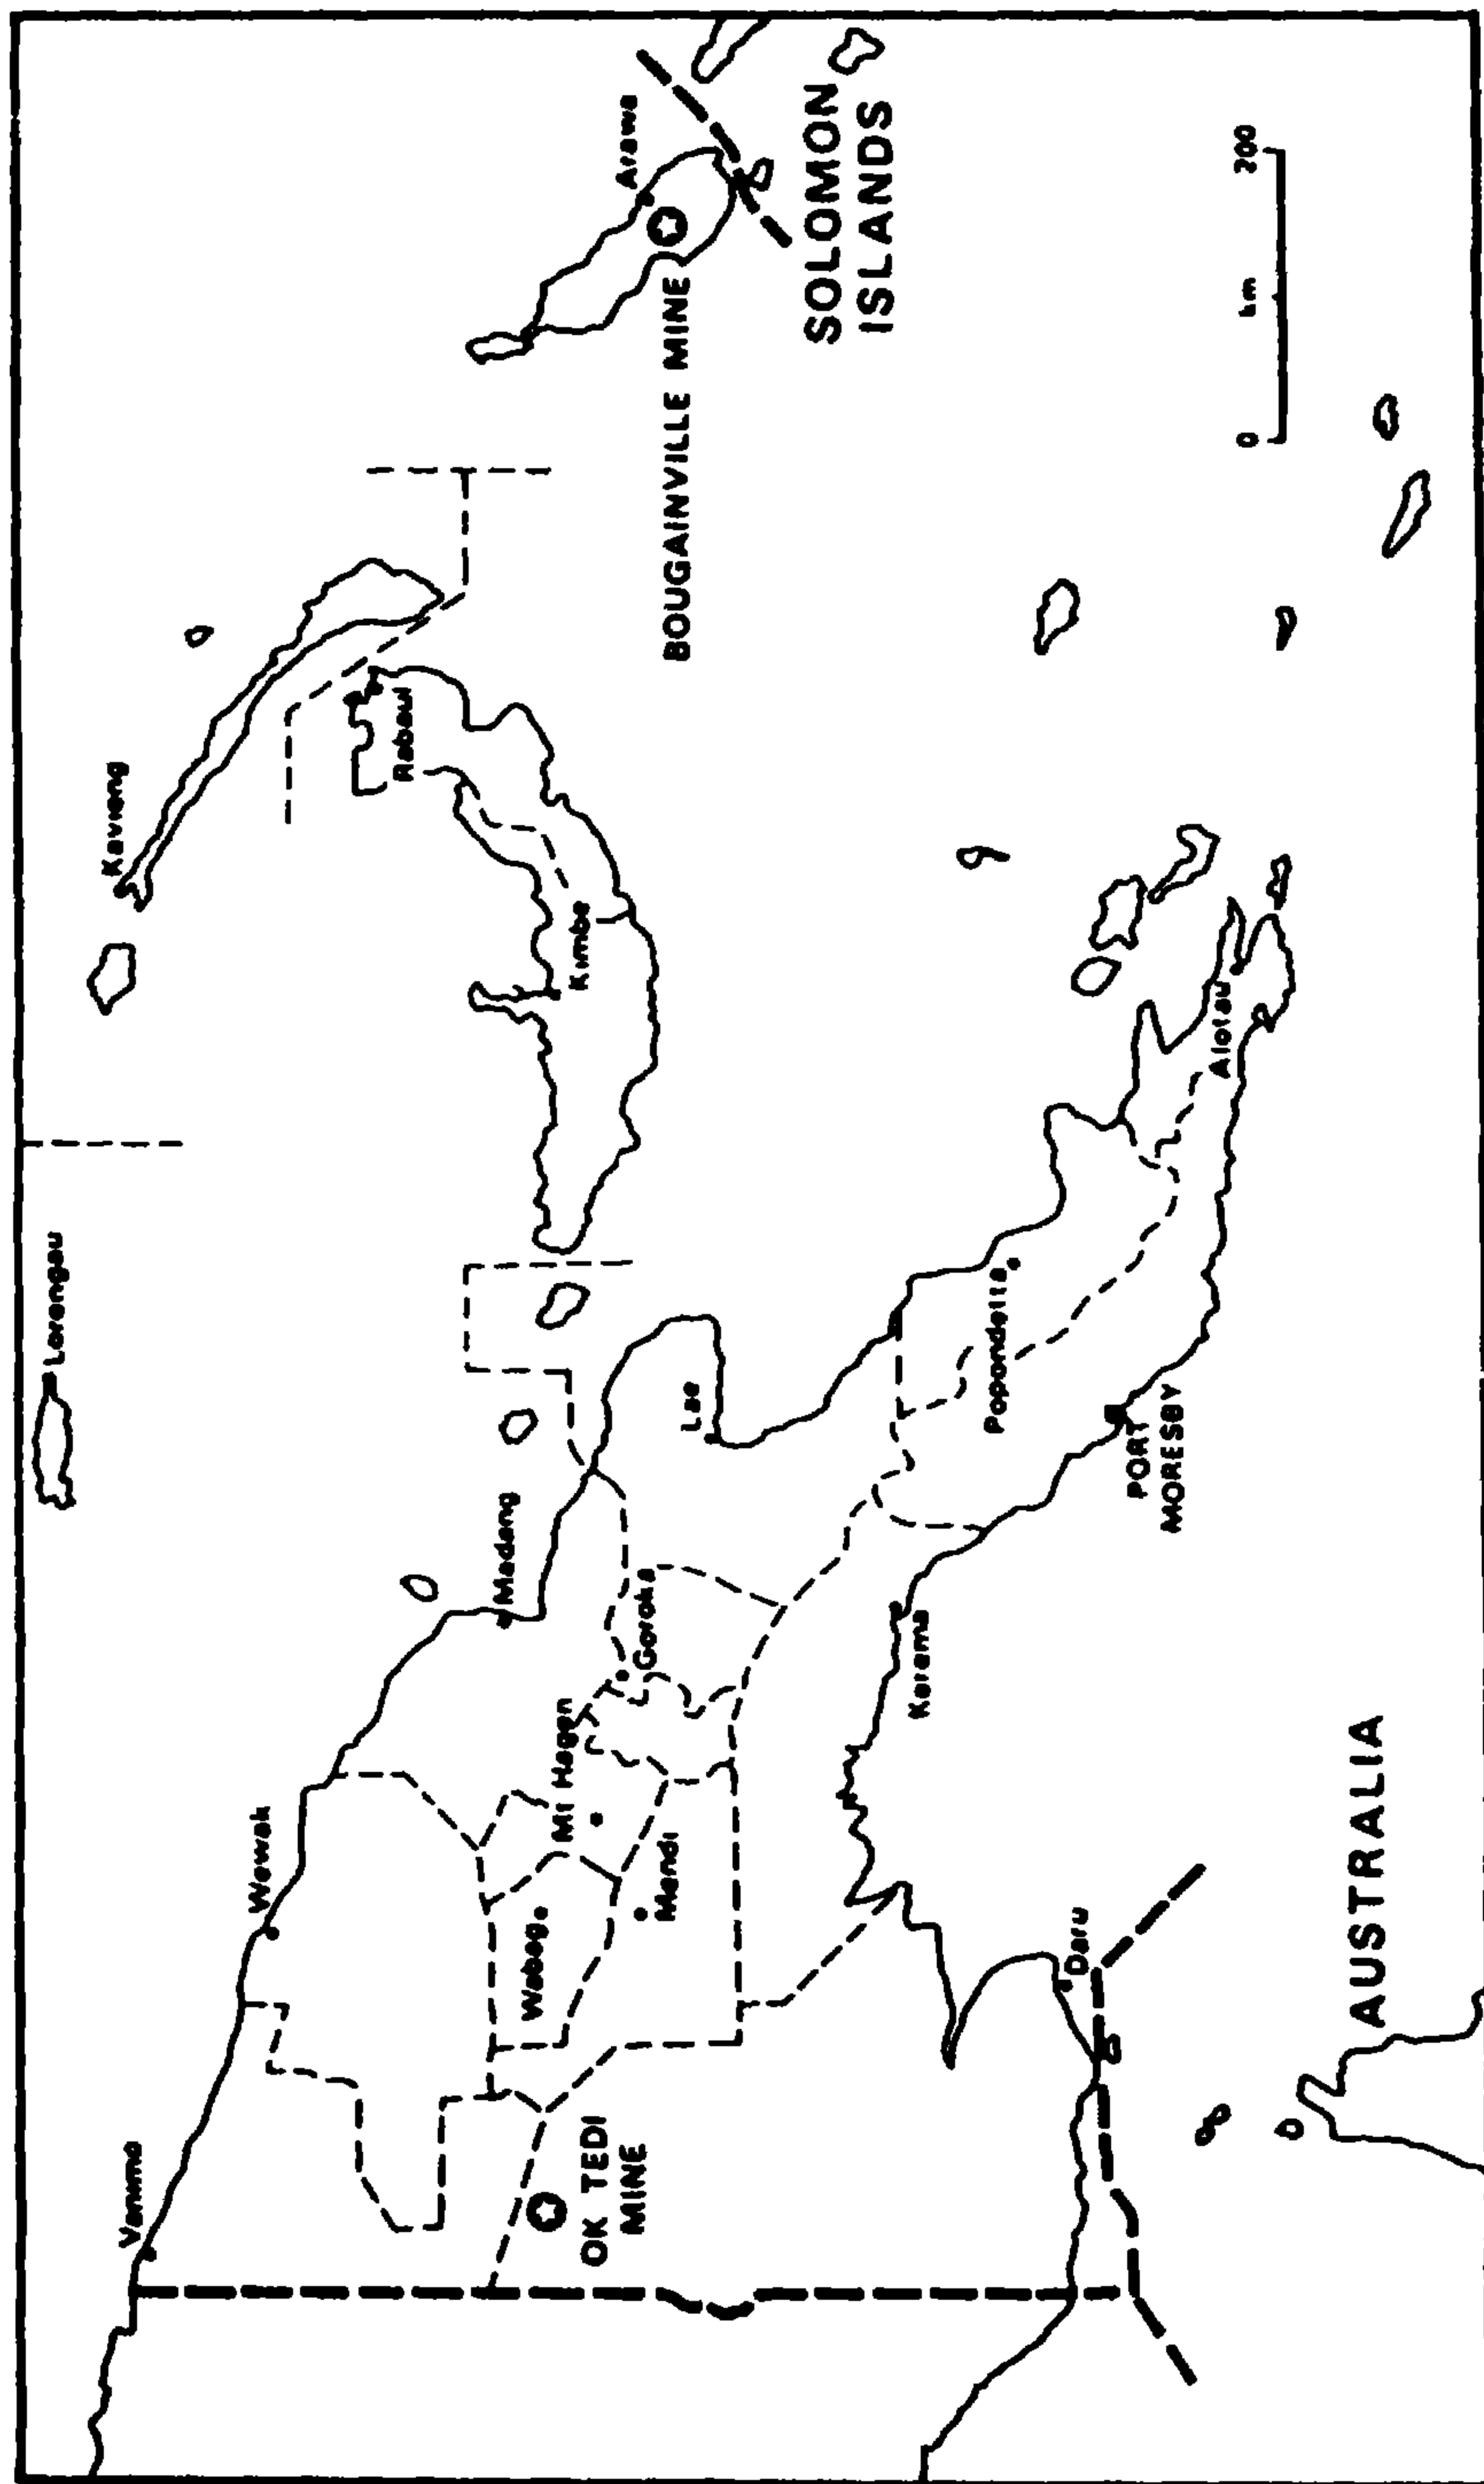 Lorengau
Kavieng
Vanimo
Wewak
Madang
Rabaul
Kimbe
Arawa
BOUGAINVILLE MINE
SOLOMON
ISLANDS
OK TEDI
MINE
Wabag
Mt Hagen
Mendi
Goroka
Lae
Kerema
Popondetta
Daru
PORT
MORESBY
Alotau
AUSTRALIA
0 km 200